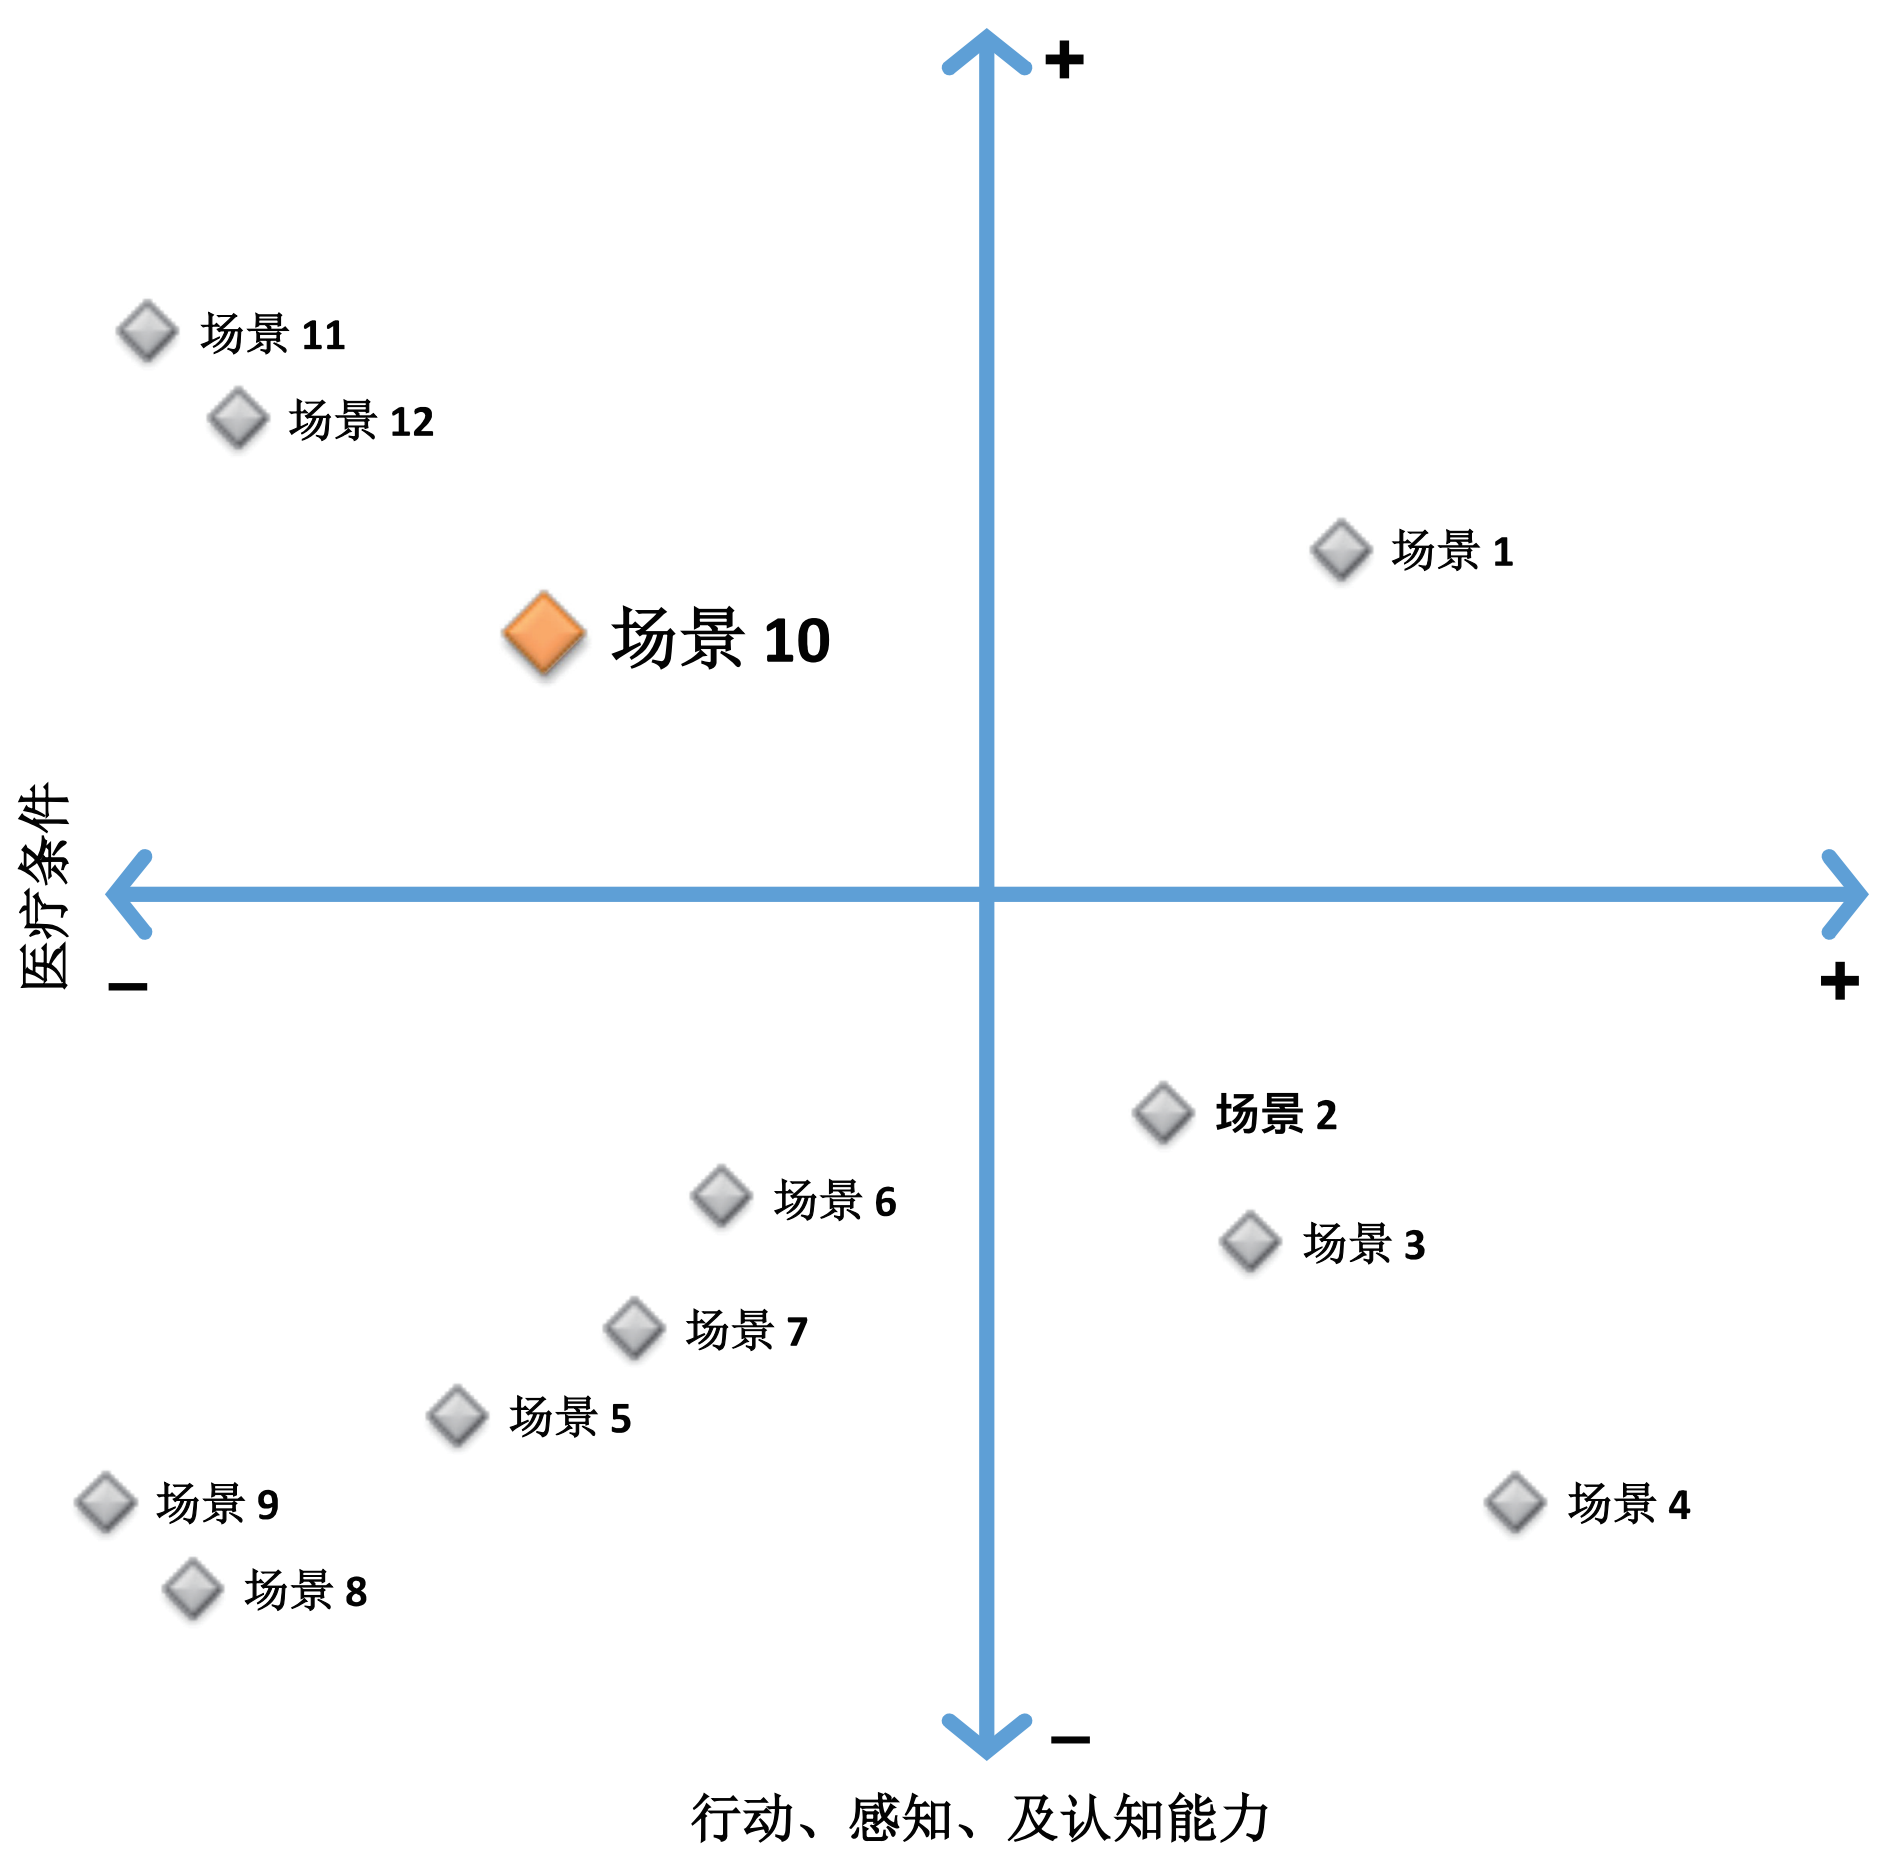 +
场景 11
场景 12
场景 1
场景 10
医疗条件
–
+
场景 2
场景 6
场景 3
场景 7
场景 5
场景 9
场景 4
场景 8
–
行动、感知、及认知能力